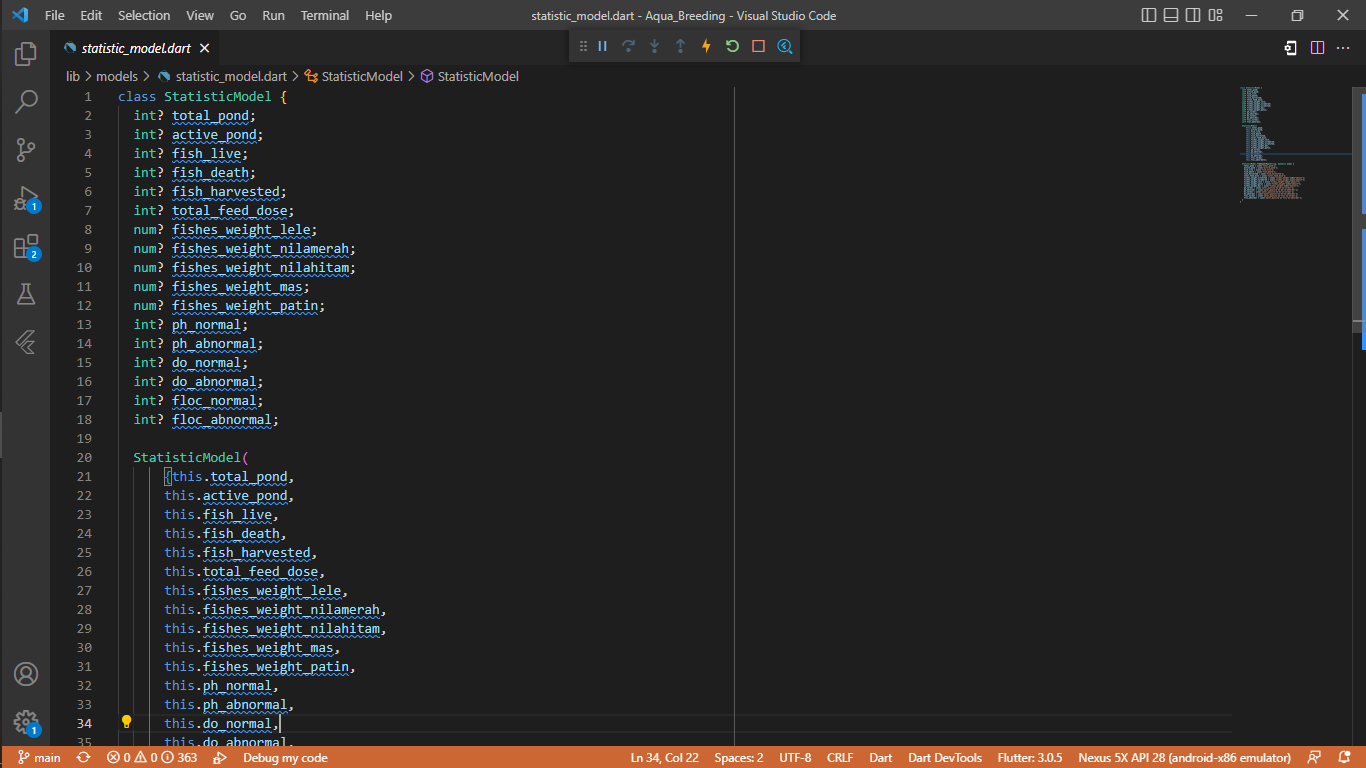 File Edit Selection View Go Run Terminal Help statistic_model.dart - Aqua_Breeding - Visual Studio Code
statistic_model.dart
lib > models > statistic_model.dart > StatisticModel > StatisticModel
1 class StatisticModel {
2 int? total_pond;
3 int? active_pond;
4 int? fish_live;
5 int? fish_death;
6 int? fish_harvested;
7 int? total_feed_dose;
8 num? fishes_weight_lele;
9 num? fishes_weight_nilamerah;
10 num? fishes_weight_nilahitam;
11 num? fishes_weight_mas;
12 num? fishes_weight_patin;
13 int? ph_normal;
14 int? ph_abnormal;
15 int? do_normal;
16 int? do_abnormal;
17 int? floc_normal;
18 int? floc_abnormal;
19
20 StatisticModel(
21 {this.total_pond,
22 this.active_pond,
23 this.fish_live,
24 this.fish_death,
25 this.fish_harvested,
26 this.total_feed_dose,
27 this.fishes_weight_lele,
28 this.fishes_weight_nilamerah,
29 this.fishes_weight_nilahitam,
30 this.fishes_weight_mas,
31 this.fishes_weight_patin,
32 this.ph_normal,
33 this.ph_abnormal,
34 this.do_normal,
35 this.do_abnormal,
1
2
1
main 0 0 363 Debug my code Ln 34, Col 22 Spaces: 2 UTF-8 CRLF Dart Dart DevTools Flutter: 3.0.5 Nexus 5X API 28 (android-x86 emulator)